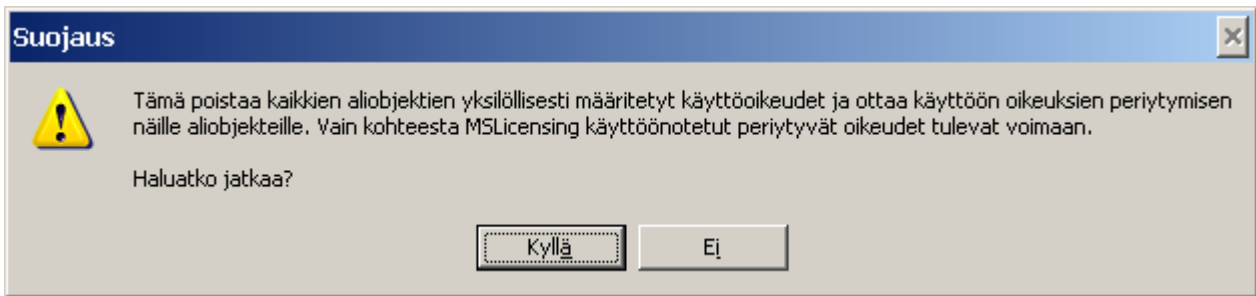 Suojaus
Tämä poistaa kaikkien aliobjektien yksilöllisesti määritetyt käyttöoikeudet ja ottaa käyttöön oikeuksien periytymisen
näille aliobjekteille. Vain kohteesta MSLicensing käyttöönotetut periytyvät oikeudet tulevat voimaan.
Haluatko jatkaa?
Kyllä
Ei